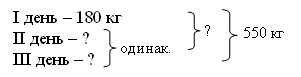 I день – 180 кг
II день – ?
III день – ?
одинак.
?
550 кг